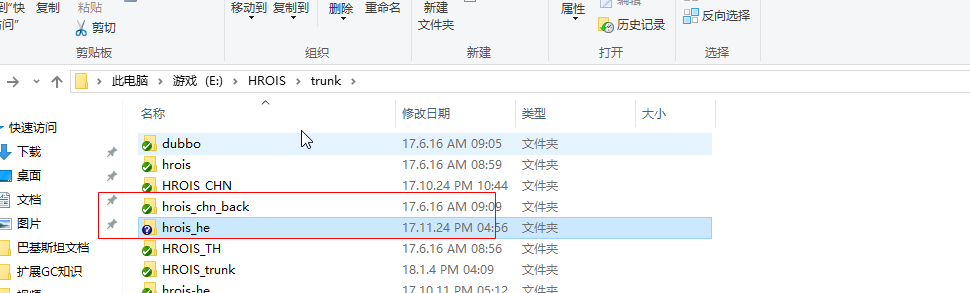 到"快 复制 粘贴 移动到 复制到 删除 重命名 新建 属性 编辑
访问" 剪切 文件夹 历史记录 反向选择
剪贴板 组织 新建 打开 选择
此电脑 游戏 (E:) HROIS trunk
名称 修改日期 类型 大小
快速访问
下载 dubbo 17.6.16 AM 09:05 文件夹
hrois 17.6.16 AM 08:59 文件夹
桌面 HROIS_CHN 17.10.24 PM 10:44 文件夹
文档 hrois_chn_back 17.6.16 AM 09:09 文件夹
图片 hrois_he 17.11.24 PM 04:56 文件夹
巴基斯坦文档 HROIS_TH 17.6.16 AM 08:56 文件夹
扩展GC知识 HROIS_trunk 18.1.4 PM 04:09 文件夹
视频 hrois-he 17.10.11 PM 05:12 文件夹